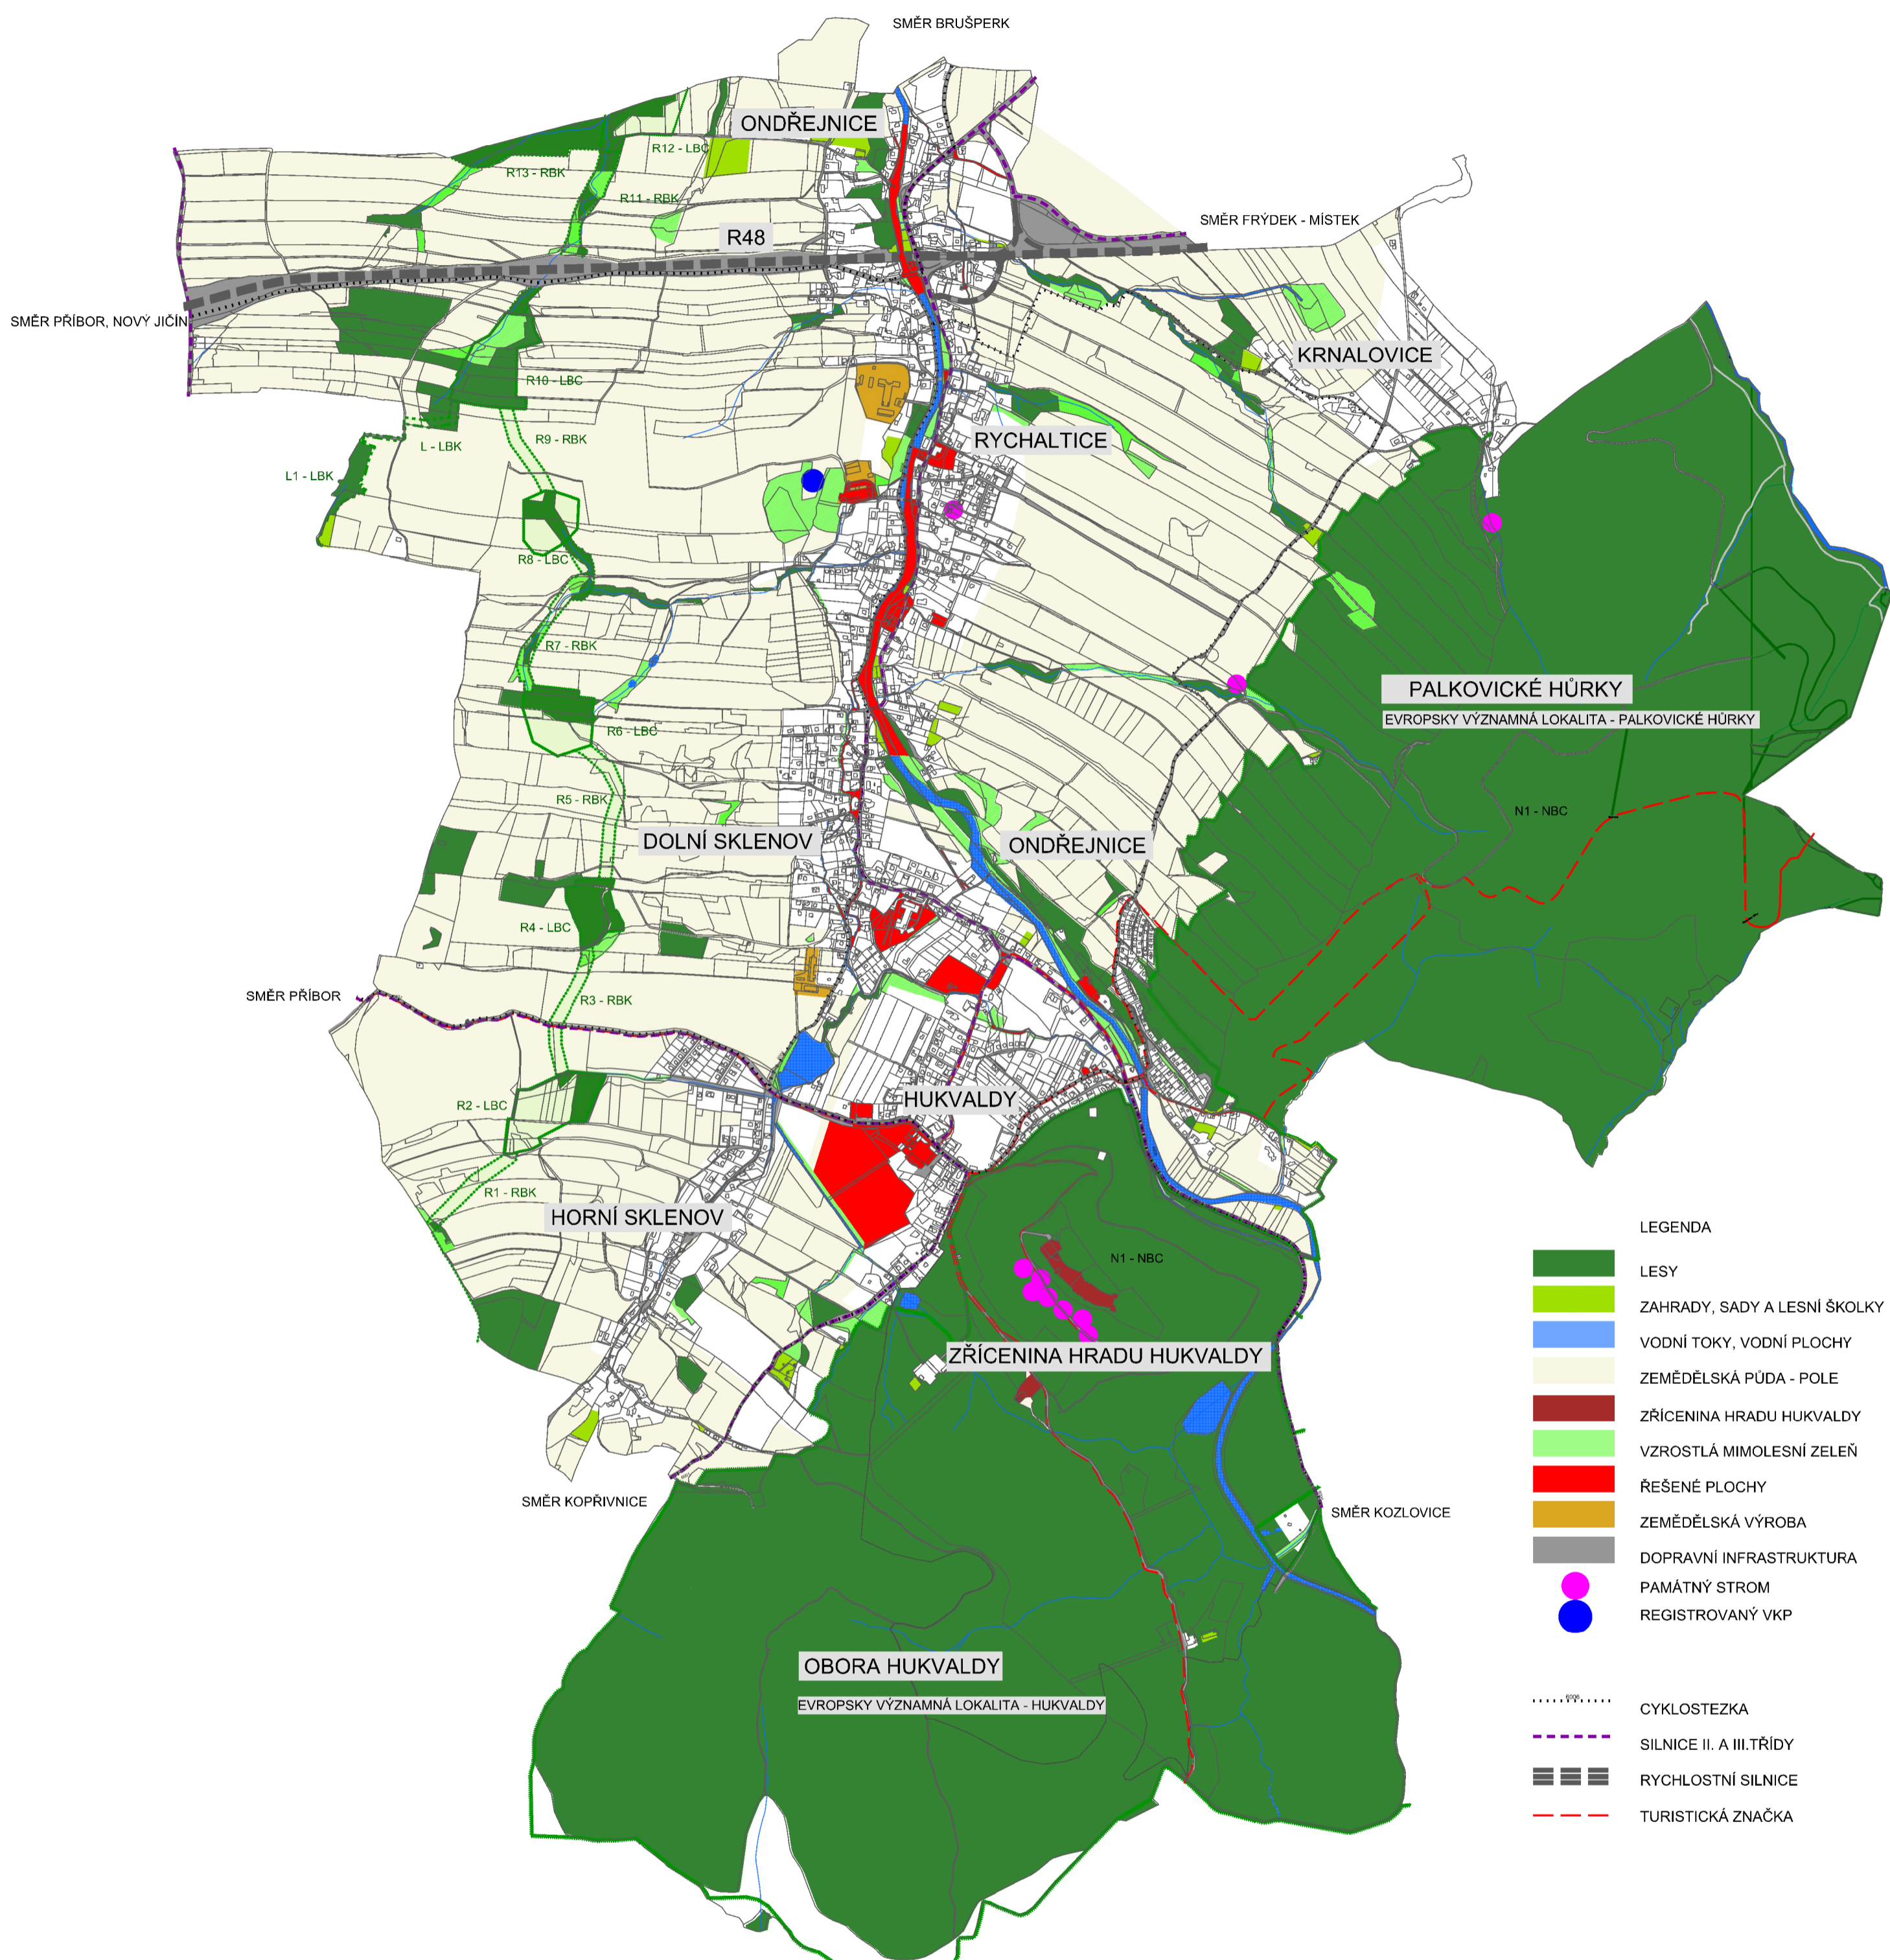 SMĚR BRUŠPERK
ONDŘEJNICE
R12 - LBC
R13 - RBK
R11 - RBK
SMĚR FRÝDEK - MÍSTEK
R48
SMĚR PŘÍBOR, NOVÝ JIČÍN
KRNALOVICE
R10 - LBC
R9 - RBK
L - LBK
RYCHALTICE
L1 - LBK
R8 - LBC
R7 - RBK
PALKOVICKÉ HŮRKY
EVROPSKY VÝZNAMNÁ LOKALITA - PALKOVICKÉ HŮRKY
R6 - LBC
R5 - RBK
N1 - NBC
DOLNÍ SKLENOV
ONDŘEJNICE
R4 - LBC
SMĚR PŘÍBOR
R3 - RBK
HUKVALDY
R2 - LBC
R1 - RBK
HORNÍ SKLENOV
N1 - NBC
ZŘÍCENINA HRADU HUKVALDY
SMĚR KOPŘIVNICE
SMĚR KOZLOVICE
OBORA HUKVALDY
EVROPSKY VÝZNAMNÁ LOKALITA - HUKVALDY
LEGENDA
LESY
ZAHRADY, SADY A LESNÍ ŠKOLKY
VODNÍ TOKY, VODNÍ PLOCHY
ZEMĚDĚLSKÁ PŮDA - POLE
ZŘÍCENINA HRADU HUKVALDY
VZROSTLÁ MIMOLESNÍ ZELEŇ
ŘEŠENÉ PLOCHY
ZEMĚDĚLSKÁ VÝROBA
DOPRAVNÍ INFRASTRUKTURA
PAMÁTNÝ STROM
REGISTROVANÝ VKP
CYKLOSTEZKA
SILNICE II. A III.TŘÍDY
RYCHLOSTNÍ SILNICE
TURISTICKÁ ZNAČKA